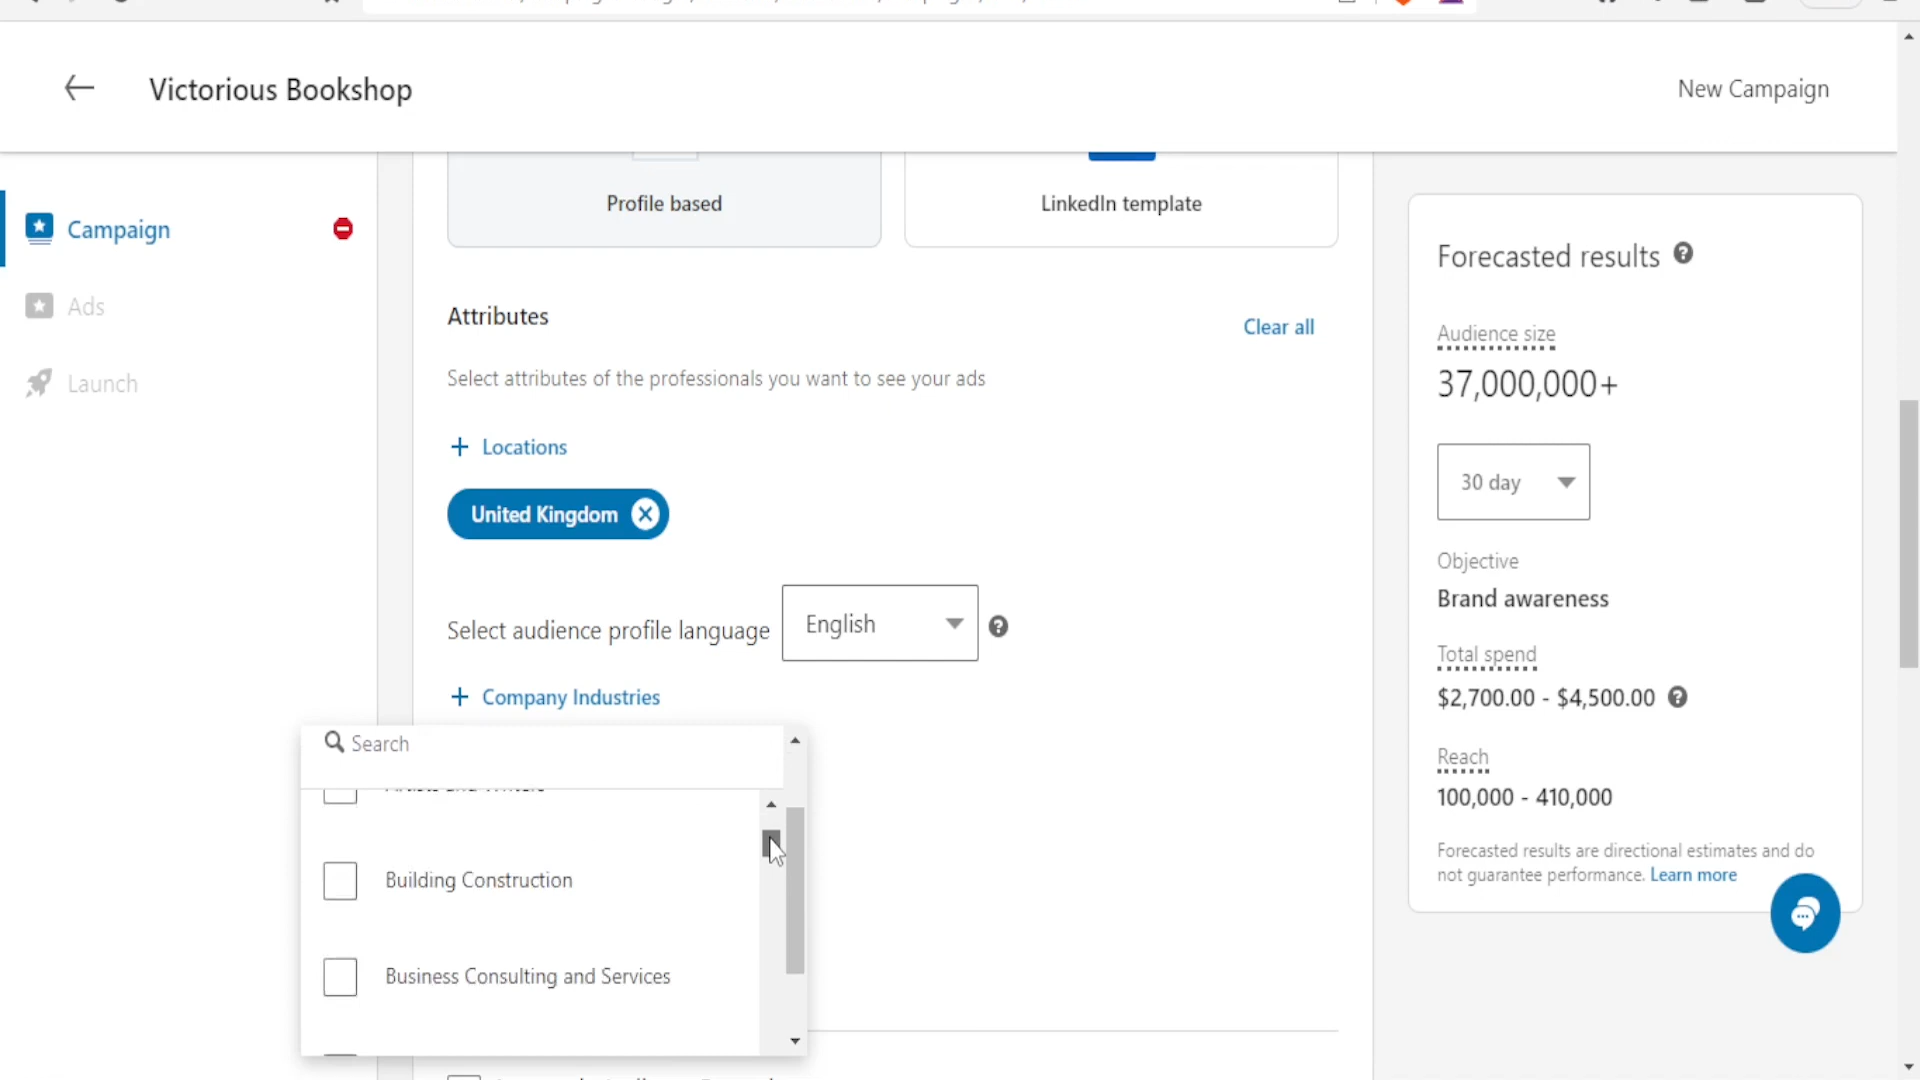 Victorious Bookshop
New Campaign
Campaign
Ads
Launch
Profile based
LinkedIn template
Attributes
Clear all
Select attributes of the professionals you want to see your ads
+ Locations
United Kingdom
Select audience profile language
English
+ Company Industries
Search
Building Construction
Business Consulting and Services
Forecasted results
Audience size
37,000,000+
30 day
Objective
Brand awareness
Total spend
$2,700.00 - $4,500.00
Reach
100,000 - 410,000
Forecasted results are directional estimates and do
not guarantee performance. Learn more